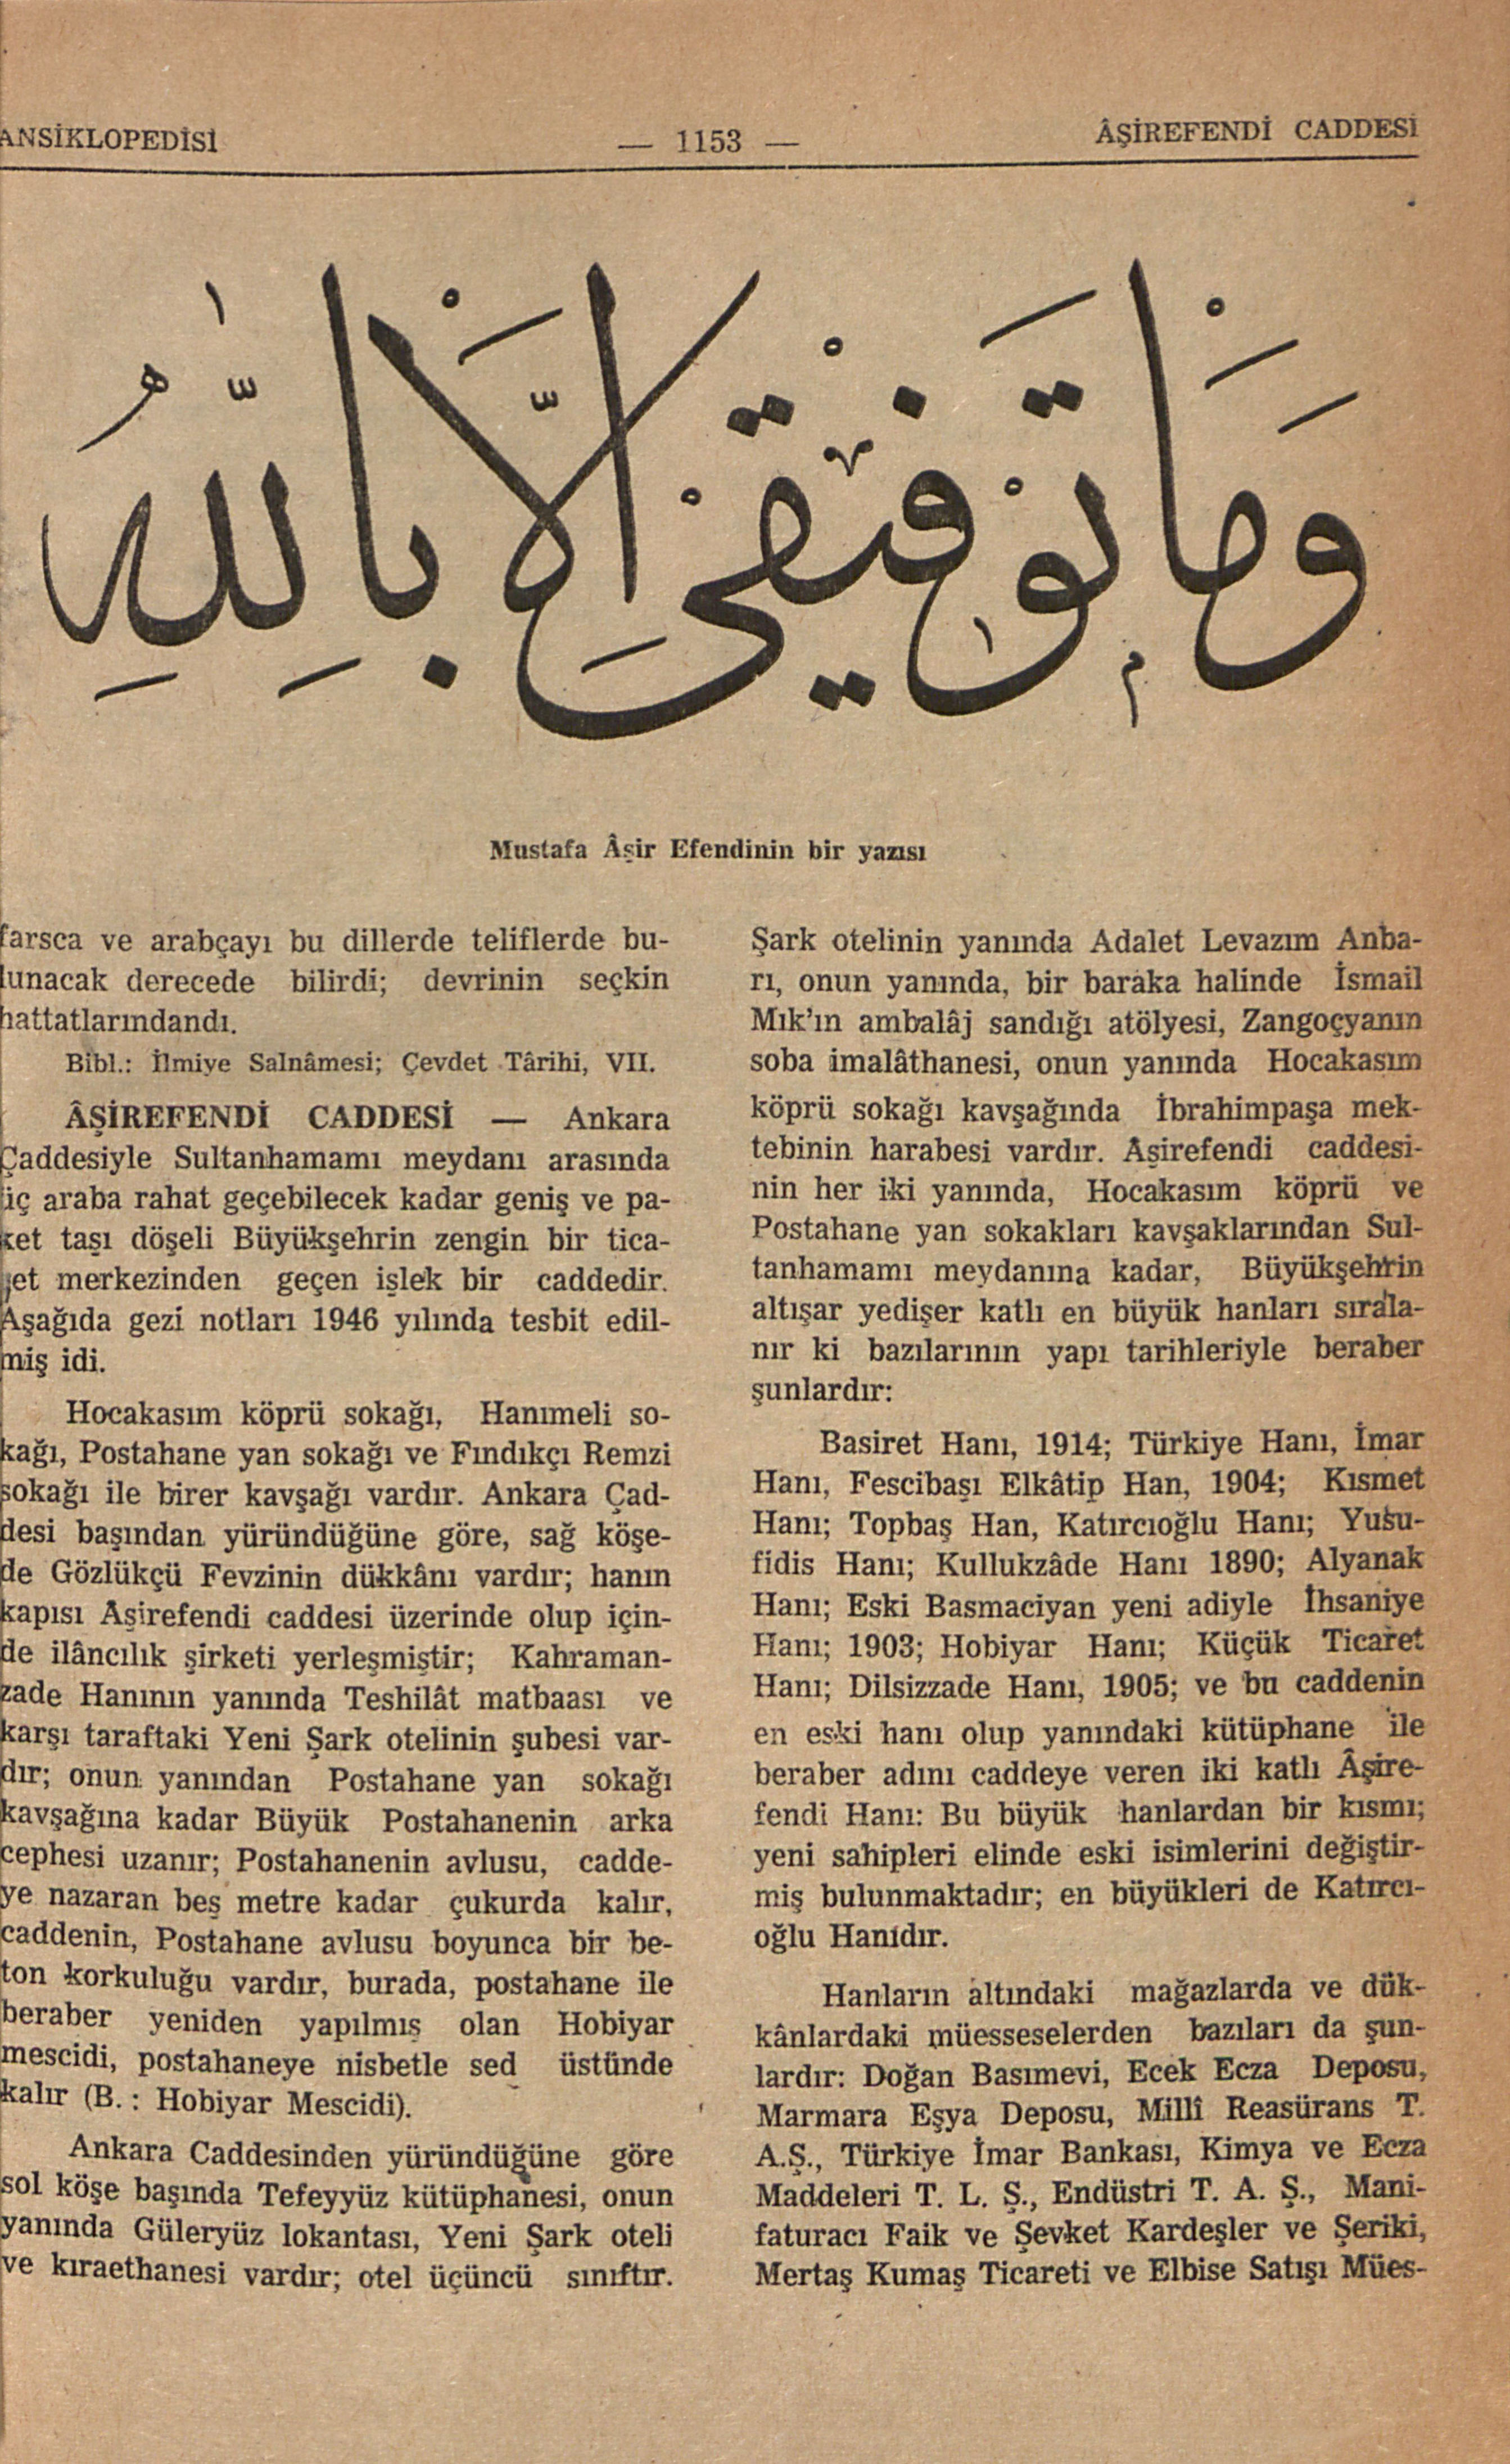 ANSİKLOPEDİSİ — 1153 — ÂŞİREFENDİ CADDESİ
وَمَا تَوْفِيقِي إِلَّا بِاللَّهِ
Mustafa Âşir Efendinin bir yazısı
farsca ve arabçayı bu dillerde teliflerde bu-
lunacak derecede bilirdi; devrinin seçkin
hattatlarındandı.
Bibl.: İlmiye Salnâmesi; Çevdet Târihi, VII.
ÂŞİREFENDİ CADDESİ — Ankara
Çaddesiyle Sultanhamamı meydanı arasında
üç araba rahat geçebilecek kadar geniş ve pa-
ket taşı döşeli Büyükşehrin zengin bir tica-
ret merkezinden geçen işlek bir caddedir.
Aşağıda gezi notları 1946 yılında tesbit edil-
miş idi.
Hocakasım köprü sokağı, Hanımeli so-
kağı, Postahane yan sokağı ve Fındıkçı Remzi
sokağı ile birer kavşağı vardır. Ankara Çad-
desi başından yüründüğüne göre, sağ köşe-
de Gözlükçü Fevzinin dükkânı vardır; hanın
kapısı Aşirefendi caddesi üzerinde olup için-
de ilâncılık şirketi yerleşmiştir; Kahraman-
zade Hanının yanında Teshilât matbaası ve
karşı taraftaki Yeni Şark otelinin şubesi var-
dır; onun yanından Postahane yan sokağı
kavşağına kadar Büyük Postahanenin arka
cephesi uzanır; Postahanenin avlusu, cadde-
ye nazaran beş metre kadar çukurda kalır,
caddenin, Postahane avlusu boyunca bir be-
ton korkuluğu vardır, burada, postahane ile
beraber yeniden yapılmış olan Hobiyar
mescidi, postahaneye nisbetle sed üstünde
kalır (B. : Hobiyar Mescidi).
Ankara Caddesinden yüründüğüne göre
sol köşe başında Tefeyyüz kütüphanesi, onun
yanında Güleryüz lokantası, Yeni Şark oteli
ve kıraethanesi vardır; otel üçüncü sınıftır.
Şark otelinin yanında Adalet Levazım Anba-
rı, onun yanında, bir baraka halinde İsmail
Mık'ın ambalâj sandığı atölyesi, Zangoçyanın
soba imalâthanesi, onun yanında Hocakasım
köprü sokağı kavşağında İbrahimpaşa mek-
tebinin harabesi vardır. Aşirefendi caddesi-
nin her iki yanında, Hocakasım köprü ve
Postahane yan sokakları kavşaklarından Sul-
tanhamamı meydanına kadar, Büyükşehrin
altışar yedişer katlı en büyük hanları sırala-
nır ki bazılarının yapı tarihleriyle beraber
şunlardır:
Basiret Hanı, 1914; Türkiye Hanı, İmar
Hanı, Fescibaşı Elkâtip Han, 1904; Kısmet
Hanı; Topbaş Han, Katırcıoğlu Hanı; Yusu-
fidis Hanı; Kullukzâde Hanı 1890; Alyanak
Hanı; Eski Basmaciyan yeni adiyle İhsaniye
Hanı; 1903; Hobiyar Hanı; Küçük Ticaret
Hanı; Dilsizzade Hanı, 1905; ve bu caddenin
en eski hanı olup yanındaki kütüphane ile
beraber adını caddeye veren iki katlı Âşire-
fendi Hanı: Bu büyük hanlardan bir kısmı;
yeni sahipleri elinde eski isimlerini değiştir-
miş bulunmaktadır; en büyükleri de Katırcı-
oğlu Hanıdır.
Hanların altındaki mağazlarda ve dük-
kânlardaki müesseselerden bazıları da şun-
lardır: Doğan Basımevi, Ecek Ecza Deposu,
Marmara Eşya Deposu, Millî Reasürans T.
A.Ş., Türkiye İmar Bankası, Kimya ve Ecza
Maddeleri T. L. Ş., Endüstri T. A. Ş., Mani-
faturacı Faik ve Şevket Kardeşler ve Şeriki,
Mertaş Kumaş Ticareti ve Elbise Satışı Mües-